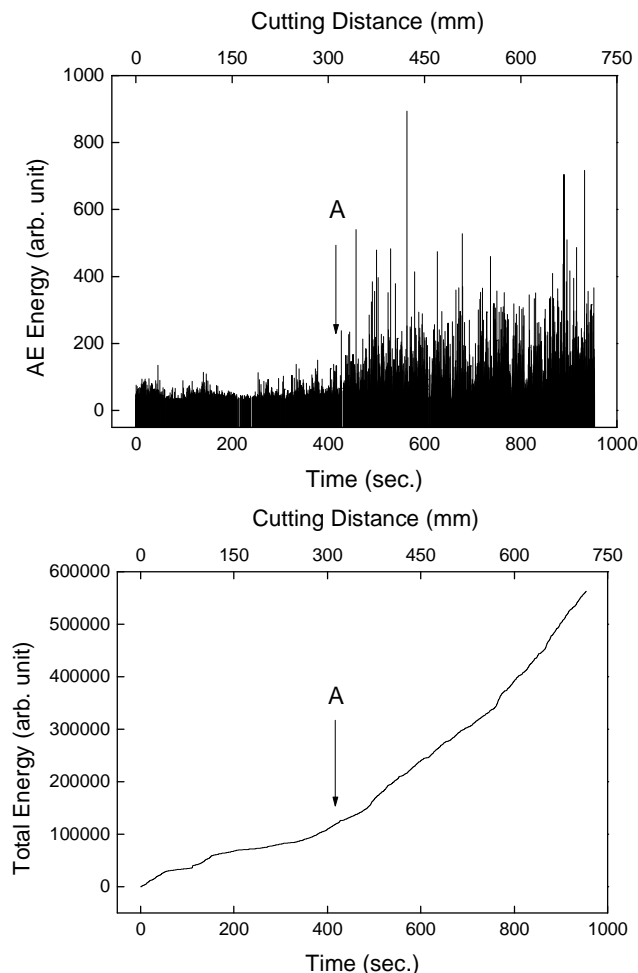 Cutting Distance (mm)
0 150 300 450 600 750
1000
800
600
400
200
0
AE Energy (arb. unit)
A
0 200 400 600 800 1000
Time (sec.)
Cutting Distance (mm)
0 150 300 450 600 750
600000
500000
400000
300000
200000
100000
0
Total Energy (arb. unit)
A
0 200 400 600 800 1000
Time (sec.)